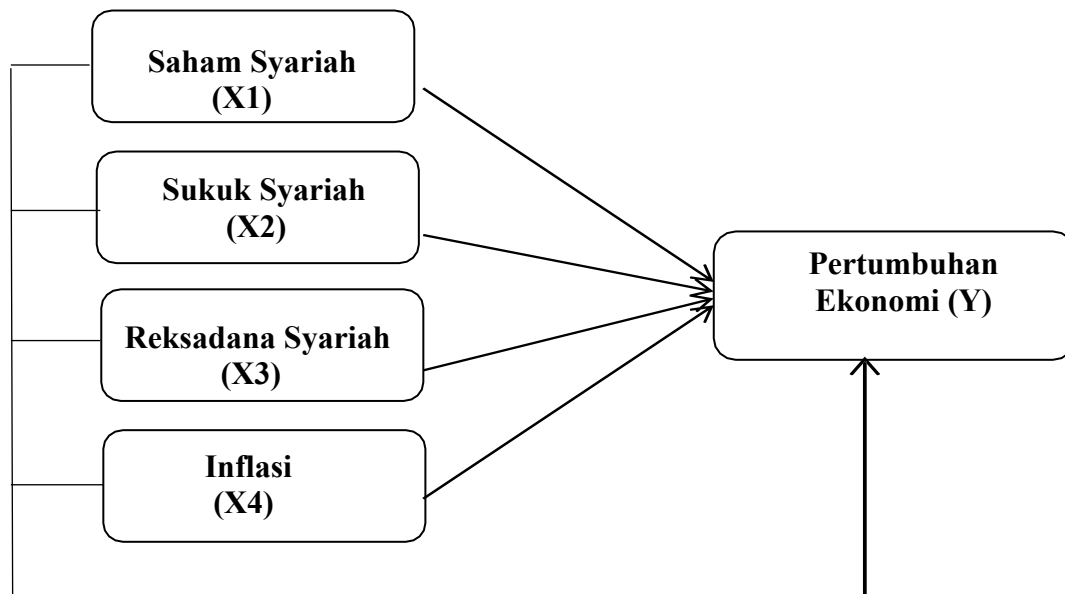 Saham Syariah
(X1)
Sukuk Syariah
(X2)
Reksadana Syariah
(X3)
Inflasi
(X4)
Pertumbuhan
Ekonomi (Y)